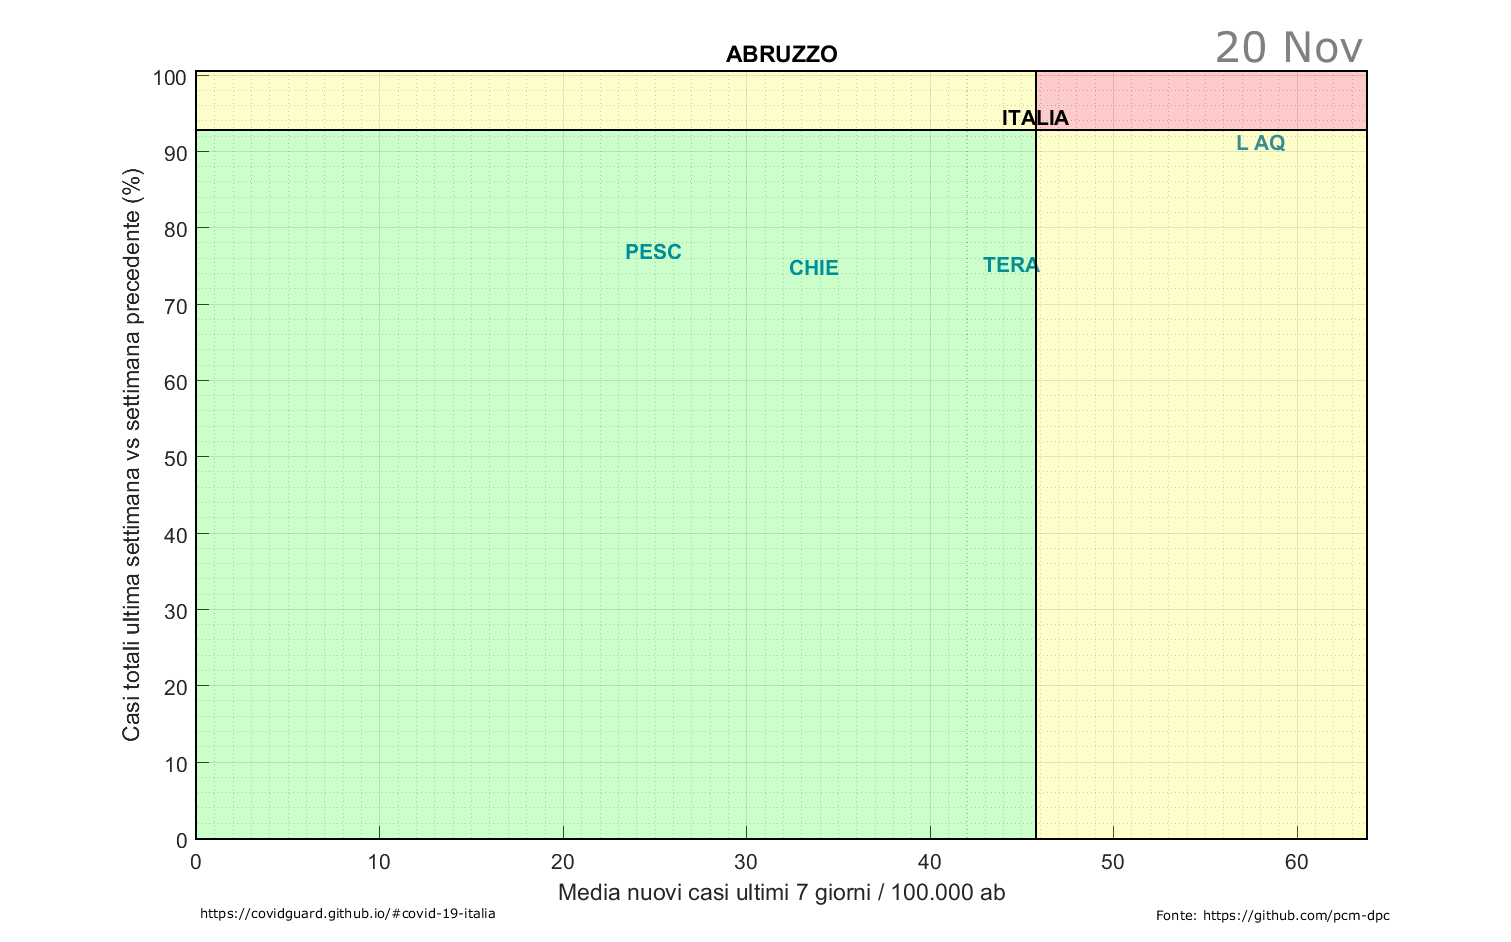 ABRUZZO
20 Nov
100
90
80
70
60
50
40
30
20
10
0
Casi totali ultima settimana vs settimana precedente (%)
ITALIA
L AQ
PESC
CHIE
TERA
0 10 20 30 40 50 60
Media nuovi casi ultimi 7 giorni / 100.000 ab
https://covidguard.github.io/#covid-19-italia
Fonte: https://github.com/pcm-dpc